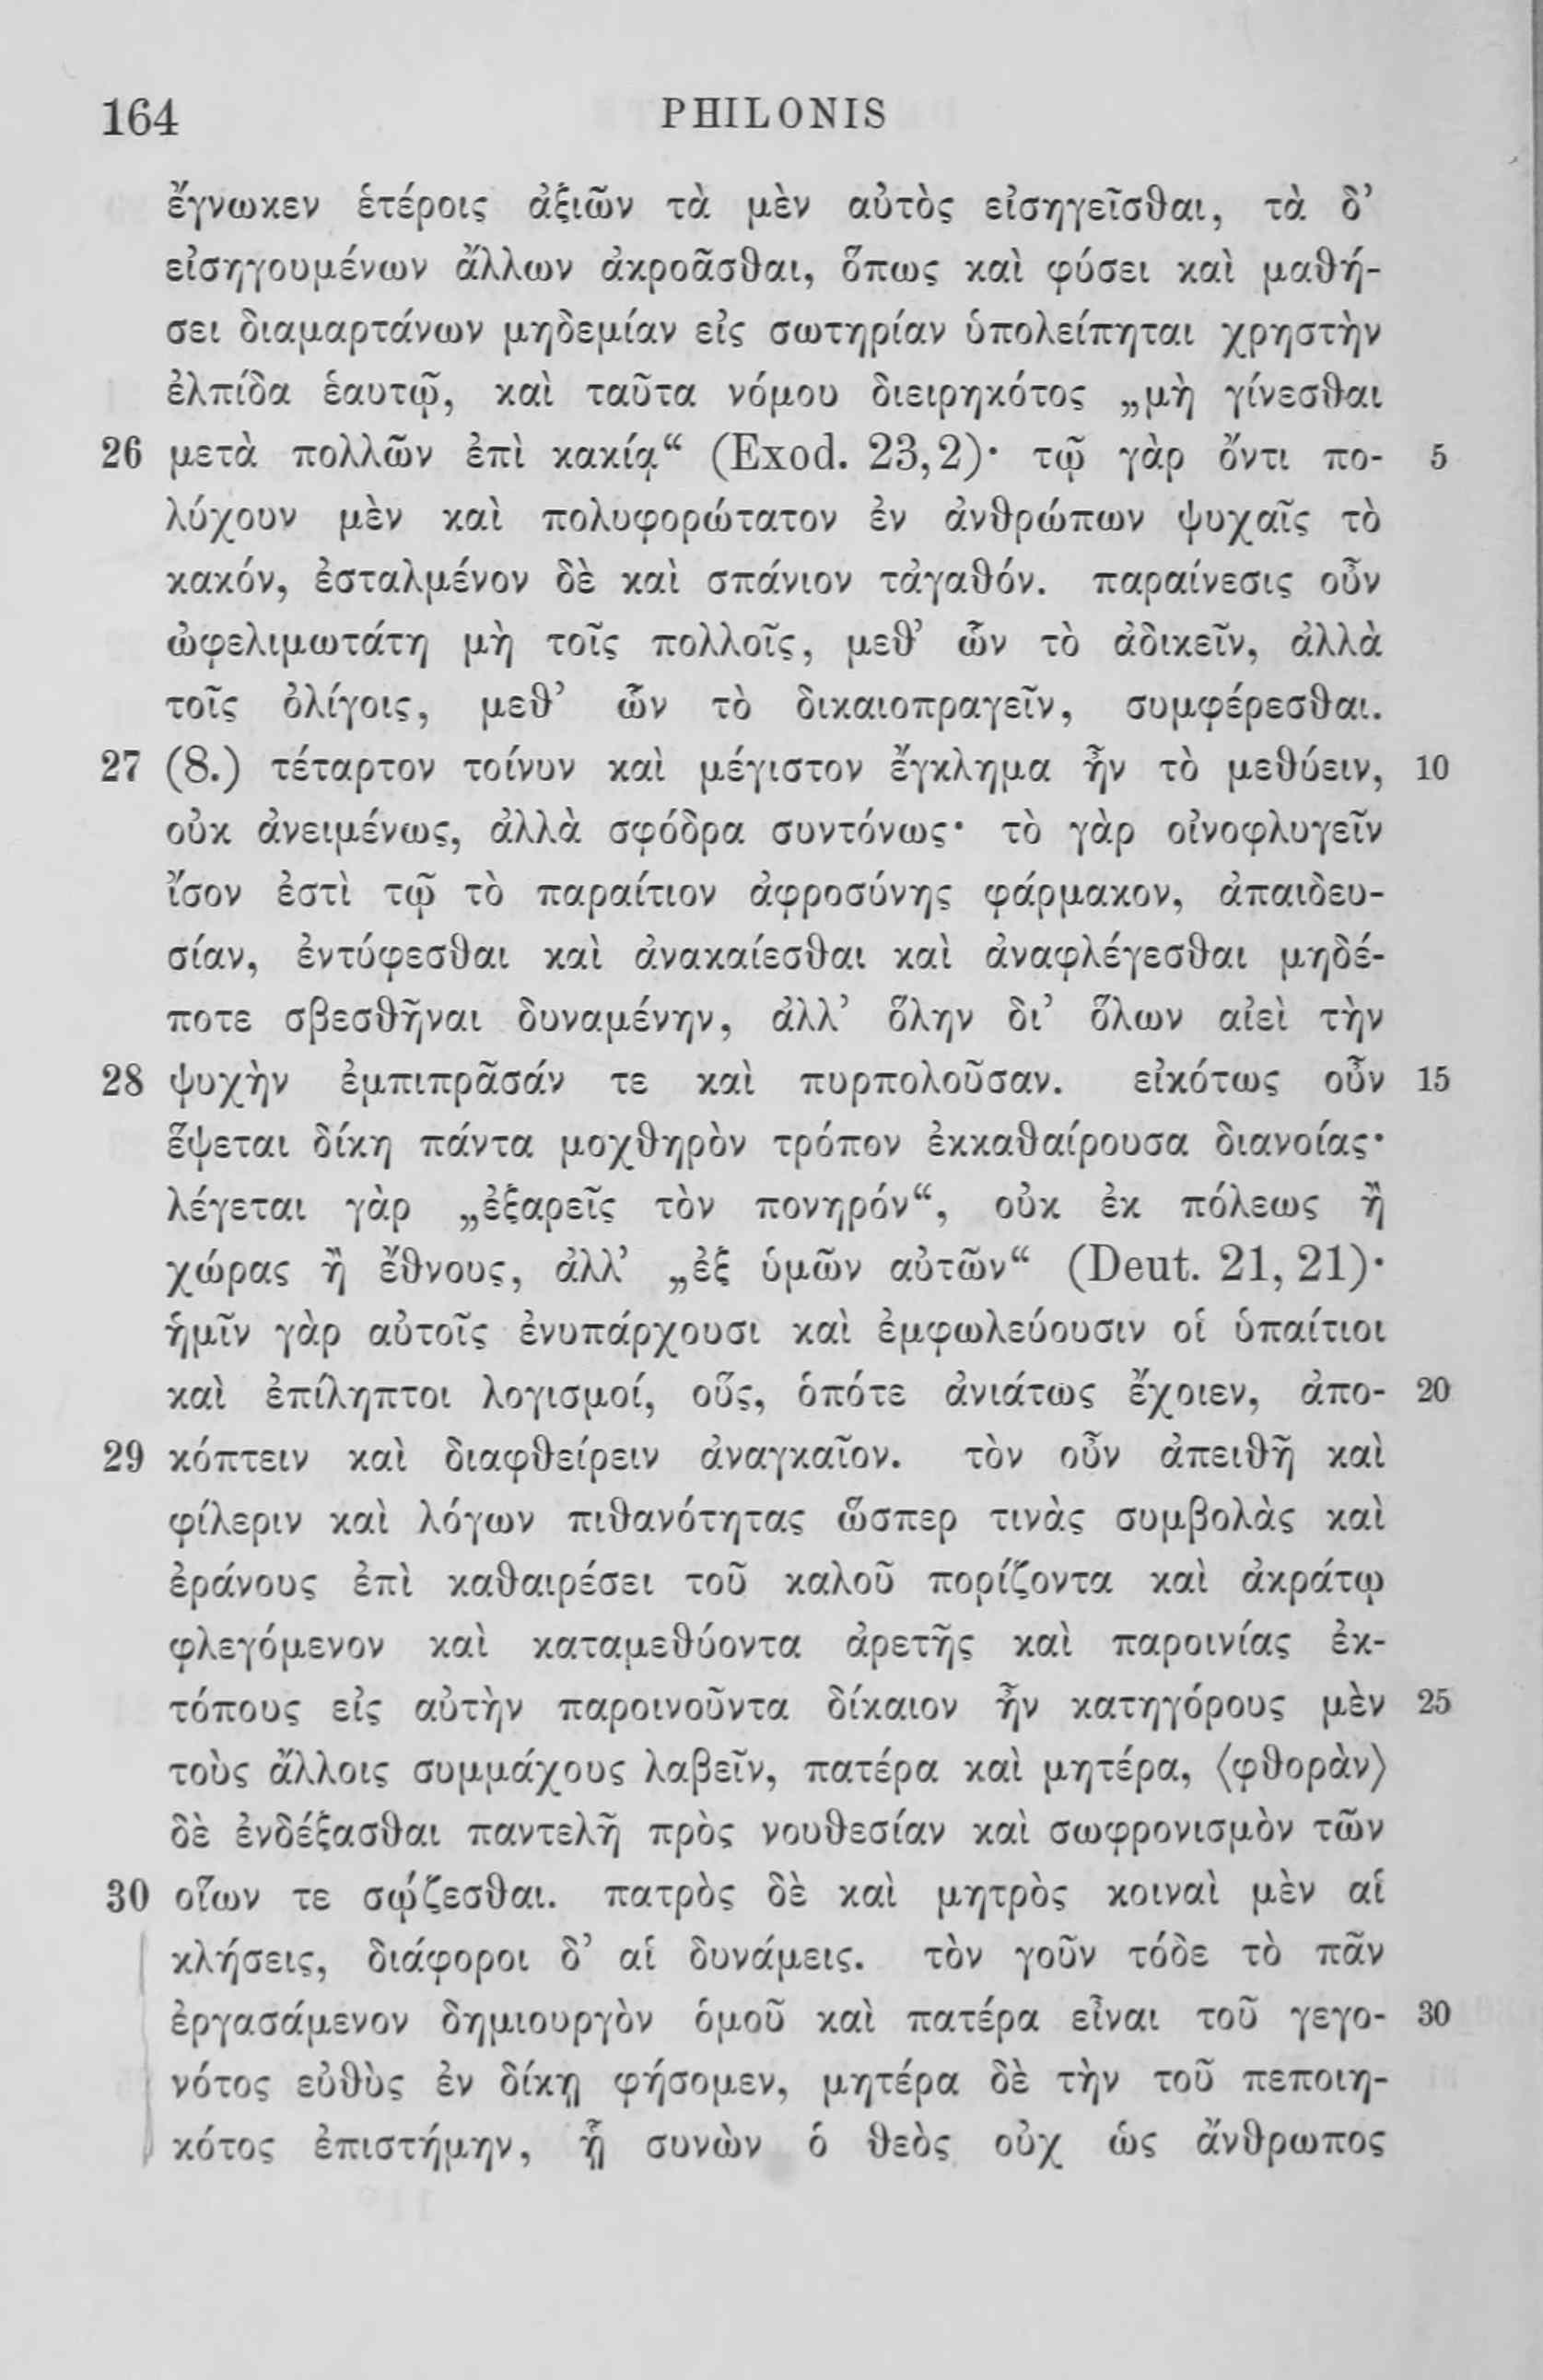 164 PHILONIS
ἔγνωκεν ἑτέροις ἀξιῶν τὰ μὲν αὐτὸς εἰσηγεῖσθαι, τὰ δ’
εἰσηγουμένων ἄλλων ἀκροᾶσθαι, ὅπως καὶ φύσει καὶ μαθή-
σει διαμαρτάνων μηδεμίαν εἰς σωτηρίαν ὑπολείπηται χρηστὴν
ἐλπίδα ἑαυτῷ, καὶ ταῦτα νόμου διειρηκότος „μὴ γίνεσθαι
26 μετὰ πολλῶν ἐπὶ κακίᾳ“ (Exod. 23,2)· τῷ γὰρ ὄντι πο- 5
λύχουν μὲν καὶ πολυφορώτατον ἐν ἀνθρώπων ψυχαῖς τὸ
κακόν, ἐσταλμένον δὲ καὶ σπάνιον τἀγαθόν. παραίνεσις οὖν
ὠφελιμωτάτη μὴ τοῖς πολλοῖς, μεθ’ ὧν τὸ ἀδικεῖν, ἀλλὰ
τοῖς ὀλίγοις, μεθ’ ὧν τὸ δικαιοπραγεῖν, συμφέρεσθαι.
27 (8.) τέταρτον τοίνυν καὶ μέγιστον ἔγκλημα ἦν τὸ μεθύειν, 10
οὐκ ἀνειμένως, ἀλλὰ σφόδρα συντόνως· τὸ γὰρ οἰνοφλυγεῖν
ἴσον ἐστὶ τῷ τὸ παραίτιον ἀφροσύνης φάρμακον, ἀπαιδευ-
σίαν, ἐντύφεσθαι καὶ ἀνακαίεσθαι καὶ ἀναφλέγεσθαι μηδέ-
ποτε σβεσθῆναι δυναμένην, ἀλλ’ ὅλην δι’ ὅλων αἰεὶ τὴν
28 ψυχὴν ἐμπιπρᾶσάν τε καὶ πυρπολοῦσαν. εἰκότως οὖν 15
ἕψεται δίκη πάντα μοχθηρὸν τρόπον ἐκκαθαίρουσα διανοίας·
λέγεται γὰρ „ἐξαρεῖς τὸν πονηρόν“, οὐκ ἐκ πόλεως ἢ
χώρας ἢ ἔθνους, ἀλλ’ „ἐξ ὑμῶν αὐτῶν“ (Deut. 21, 21)·
ἡμῖν γὰρ αὐτοῖς ἐνυπάρχουσι καὶ ἐμφωλεύουσιν οἱ ὑπαίτιοι
καὶ ἐπίληπτοι λογισμοί, οὕς, ὁπότε ἀνιάτως ἔχοιεν, ἀπο- 20
29 κόπτειν καὶ διαφθείρειν ἀναγκαῖον. τὸν οὖν ἀπειθῆ καὶ
φίλεριν καὶ λόγων πιθανότητας ὥσπερ τινὰς συμβολὰς καὶ
ἐράνους ἐπὶ καθαιρέσει τοῦ καλοῦ πορίζοντα καὶ ἀκράτῳ
φλεγόμενον καὶ καταμεθύοντα ἀρετῆς καὶ παροινίας ἐκ-
τόπους εἰς αὐτὴν παροινοῦντα δίκαιον ἦν κατηγόρους μὲν 25
τοὺς ἄλλοις συμμάχους λαβεῖν, πατέρα καὶ μητέρα, ⟨φθορὰν⟩
δὲ ἐνδέξασθαι παντελῆ πρὸς νουθεσίαν καὶ σωφρονισμὸν τῶν
30 οἵων τε σῴζεσθαι. πατρὸς δὲ καὶ μητρὸς κοιναὶ μὲν αἱ
κλήσεις, διάφοροι δ’ αἱ δυνάμεις. τὸν γοῦν τόδε τὸ πᾶν
ἐργασάμενον δημιουργὸν ὁμοῦ καὶ πατέρα εἶναι τοῦ γεγο- 30
νότος εὐθὺς ἐν δίκῃ φήσομεν, μητέρα δὲ τὴν τοῦ πεποιη-
κότος ἐπιστήμην, ᾗ συνὼν ὁ θεὸς οὐχ ὡς ἄνθρωπος